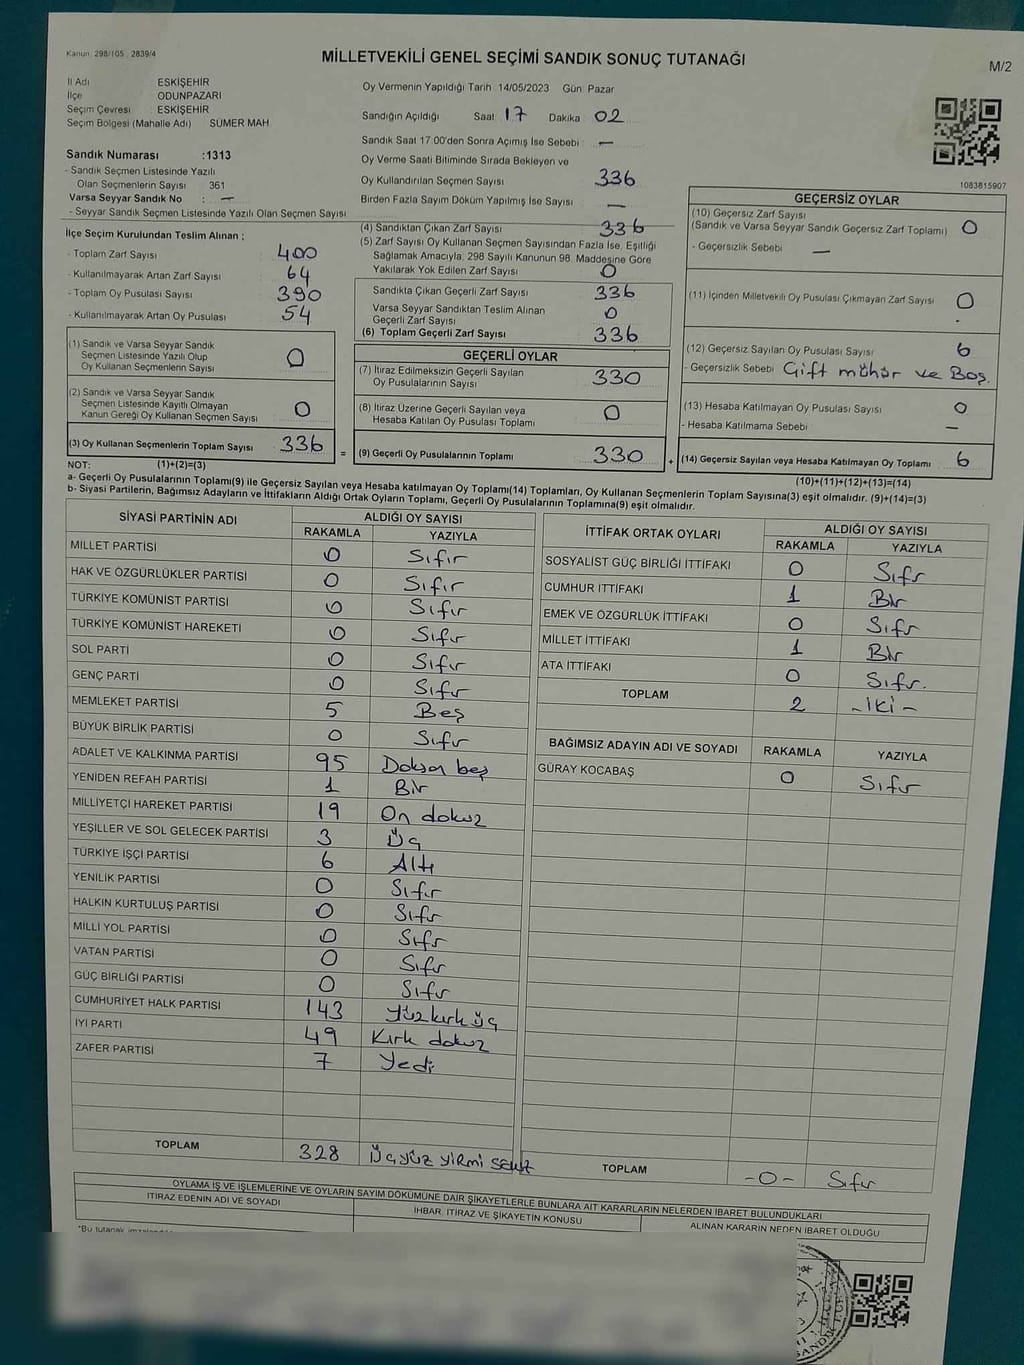 Kanun: 298/105 , 2839/4
MİLLETVEKİLİ GENEL SEÇİMİ SANDIK SONUÇ TUTANAĞI
M/2
İl Adı ESKİŞEHİR
İlçe ODUNPAZARI
Seçim Çevresi ESKİŞEHİR
Seçim Bölgesi (Mahalle Adı) SÜMER MAH
Sandık Numarası :1313
- Sandık Seçmen Listesinde Yazılı
Olan Seçmenlerin Sayısı 361
Varsa Seyyar Sandık No : —
- Seyyar Sandık Seçmen Listesinde Yazılı Olan Seçmen Sayısı
Oy Vermenin Yapıldığı Tarih :14/05/2023 Gün: Pazar
Sandığın Açıldığı Saat: 17 Dakika: 02
Sandık Saat 17:00'den Sonra Açımış İse Sebebi : —
Oy Verme Saati Bitiminde Sırada Bekleyen ve
Oy Kullandırılan Seçmen Sayısı 336
Birden Fazla Sayım Döküm Yapılmış İse Sayısı —
1083815907
İlçe Seçim Kurulundan Teslim Alınan ;
- Toplam Zarf Sayısı : 400
- Kullanılmayarak Artan Zarf Sayısı : 64
- Toplam Oy Pusulası Sayısı : 390
- Kullanılmayarak Artan Oy Pusulası : 54
(4) Sandıktan Çıkan Zarf Sayısı : 336
(5) Zarf Sayısı Oy Kullanan Seçmen Sayısından Fazla İse, Eşitliği
Sağlamak Amacıyla, 298 Sayılı Kanunun 98. Maddesine Göre
Yakılarak Yok Edilen Zarf Sayısı 0
Sandıkta Çıkan Geçerli Zarf Sayısı : 336
Varsa Seyyar Sandıktan Teslim Alınan
Geçerli Zarf Sayısı : 0
(6) Toplam Geçerli Zarf Sayısı : 336
GEÇERSİZ OYLAR
(10) Geçersiz Zarf Sayısı
(Sandık ve Varsa Seyyar Sandık Geçersiz Zarf Toplamı) 0
- Geçersizlik Sebebi : —
(11) İçinden Milletvekili Oy Pusulası Çıkmayan Zarf Sayısı 0
(12) Geçersiz Sayılan Oy Pusulası Sayısı 6
- Geçersizlik Sebebi Çift mühür ve Boş.
(13) Hesaba Katılmayan Oy Pusulası Sayısı 0
- Hesaba Katılmama Sebebi —
(14) Geçersiz Sayılan veya Hesaba Katılmayan Oy Toplamı : 6
(10)+(11)+(12)+(13)=(14)
(1) Sandık ve Varsa Seyyar Sandık
Seçmen Listesinde Yazılı Olup
Oy Kullanan Seçmenlerin Sayısı : 0
(2) Sandık ve Varsa Seyyar Sandık
Seçmen Listesinde Kayıtlı Olmayan
Kanun Gereği Oy Kullanan Seçmen Sayısı : 0
(3) Oy Kullanan Seçmenlerin Toplam Sayısı : 336
GEÇERLİ OYLAR
(7) İtiraz Edilmeksizin Geçerli Sayılan
Oy Pusulalarının Sayısı : 330
(8) İtiraz Üzerine Geçerli Sayılan veya
Hesaba Katılan Oy Pusulası Toplamı : 0
= (9) Geçerli Oy Pusulalarının Toplamı : 330 +
NOT: (1)+(2)=(3)
a- Geçerli Oy Pusulalarının Toplamı(9) ile Geçersiz Sayılan veya Hesaba katılmayan Oy Toplamı(14) Toplamları, Oy Kullanan Seçmenlerin Toplam Sayısına(3) eşit olmalıdır. (9)+(14)=(3)
b- Siyasi Partilerin, Bağımsız Adayların ve İttifakların Aldığı Ortak Oyların Toplamı, Geçerli Oy Pusulalarının Toplamına(9) eşit olmalıdır.
SİYASİ PARTİNİN ADI ALDIĞI OY SAYISI
RAKAMLA YAZIYLA
MİLLET PARTİSİ 0 Sıfır
HAK VE ÖZGÜRLÜKLER PARTİSİ 0 Sıfır
TÜRKİYE KOMÜNİST PARTİSİ 0 Sıfır
TÜRKİYE KOMÜNİST HAREKETİ 0 Sıfır
SOL PARTİ 0 Sıfır
GENÇ PARTİ 0 Sıfır
MEMLEKET PARTİSİ 5 Beş
BÜYÜK BİRLİK PARTİSİ 0 Sıfır
ADALET VE KALKINMA PARTİSİ 95 Doksan beş
YENİDEN REFAH PARTİSİ 1 Bir
MİLLİYETÇİ HAREKET PARTİSİ 19 On dokuz
YEŞİLLER VE SOL GELECEK PARTİSİ 3 Üç
TÜRKİYE İŞÇİ PARTİSİ 6 Altı
YENİLİK PARTİSİ 0 Sıfır
HALKIN KURTULUŞ PARTİSİ 0 Sıfır
MİLLİ YOL PARTİSİ 0 Sıfır
VATAN PARTİSİ 0 Sıfır
GÜÇ BİRLİĞİ PARTİSİ 0 Sıfır
CUMHURİYET HALK PARTİSİ 143 Yüz kırk üç
İYİ PARTİ 49 Kırk dokuz
ZAFER PARTİSİ 7 Yedi
TOPLAM 328 Üçyüz yirmi sekiz
İTTİFAK ORTAK OYLARI ALDIĞI OY SAYISI
RAKAMLA YAZIYLA
SOSYALİST GÜÇ BİRLİĞİ İTTİFAKI 0 Sıfır
CUMHUR İTTİFAKI 1 Bir
EMEK VE ÖZGÜRLÜK İTTİFAKI 0 Sıfır
MİLLET İTTİFAKI 1 Bir
ATA İTTİFAKI 0 Sıfır.
TOPLAM 2 -iki-
BAĞIMSIZ ADAYIN ADI VE SOYADI RAKAMLA YAZIYLA
GÜRAY KOCABAŞ 0 Sıfır
TOPLAM -0- Sıfır
OYLAMA İŞ VE İŞLEMLERİNE VE OYLARIN SAYIM DÖKÜMÜNE DAİR ŞİKAYETLERLE BUNLARA AİT KARARLARIN NELERDEN İBARET BULUNDUKLARI
İTİRAZ EDENİN ADI VE SOYADI İHBAR, İTİRAZ VE ŞİKAYETİN KONUSU ALINAN KARARIN NEDEN İBARET OLDUĞU
*Bu tutanak